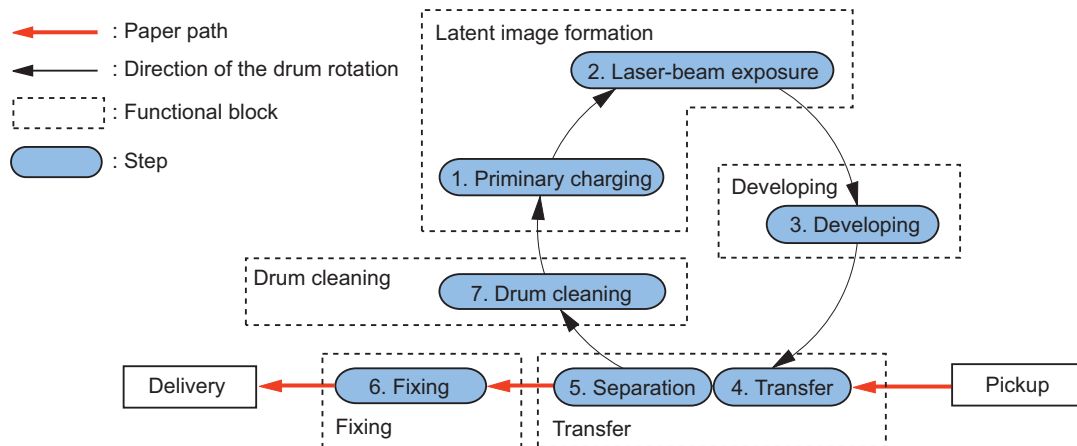 : Paper path
: Direction of the drum rotation
: Functional block
: Step
Latent image formation
2. Laser-beam exposure
1. Priminary charging
Developing
3. Developing
Drum cleaning
7. Drum cleaning
Delivery
6. Fixing
5. Separation
4. Transfer
Pickup
Fixing
Transfer